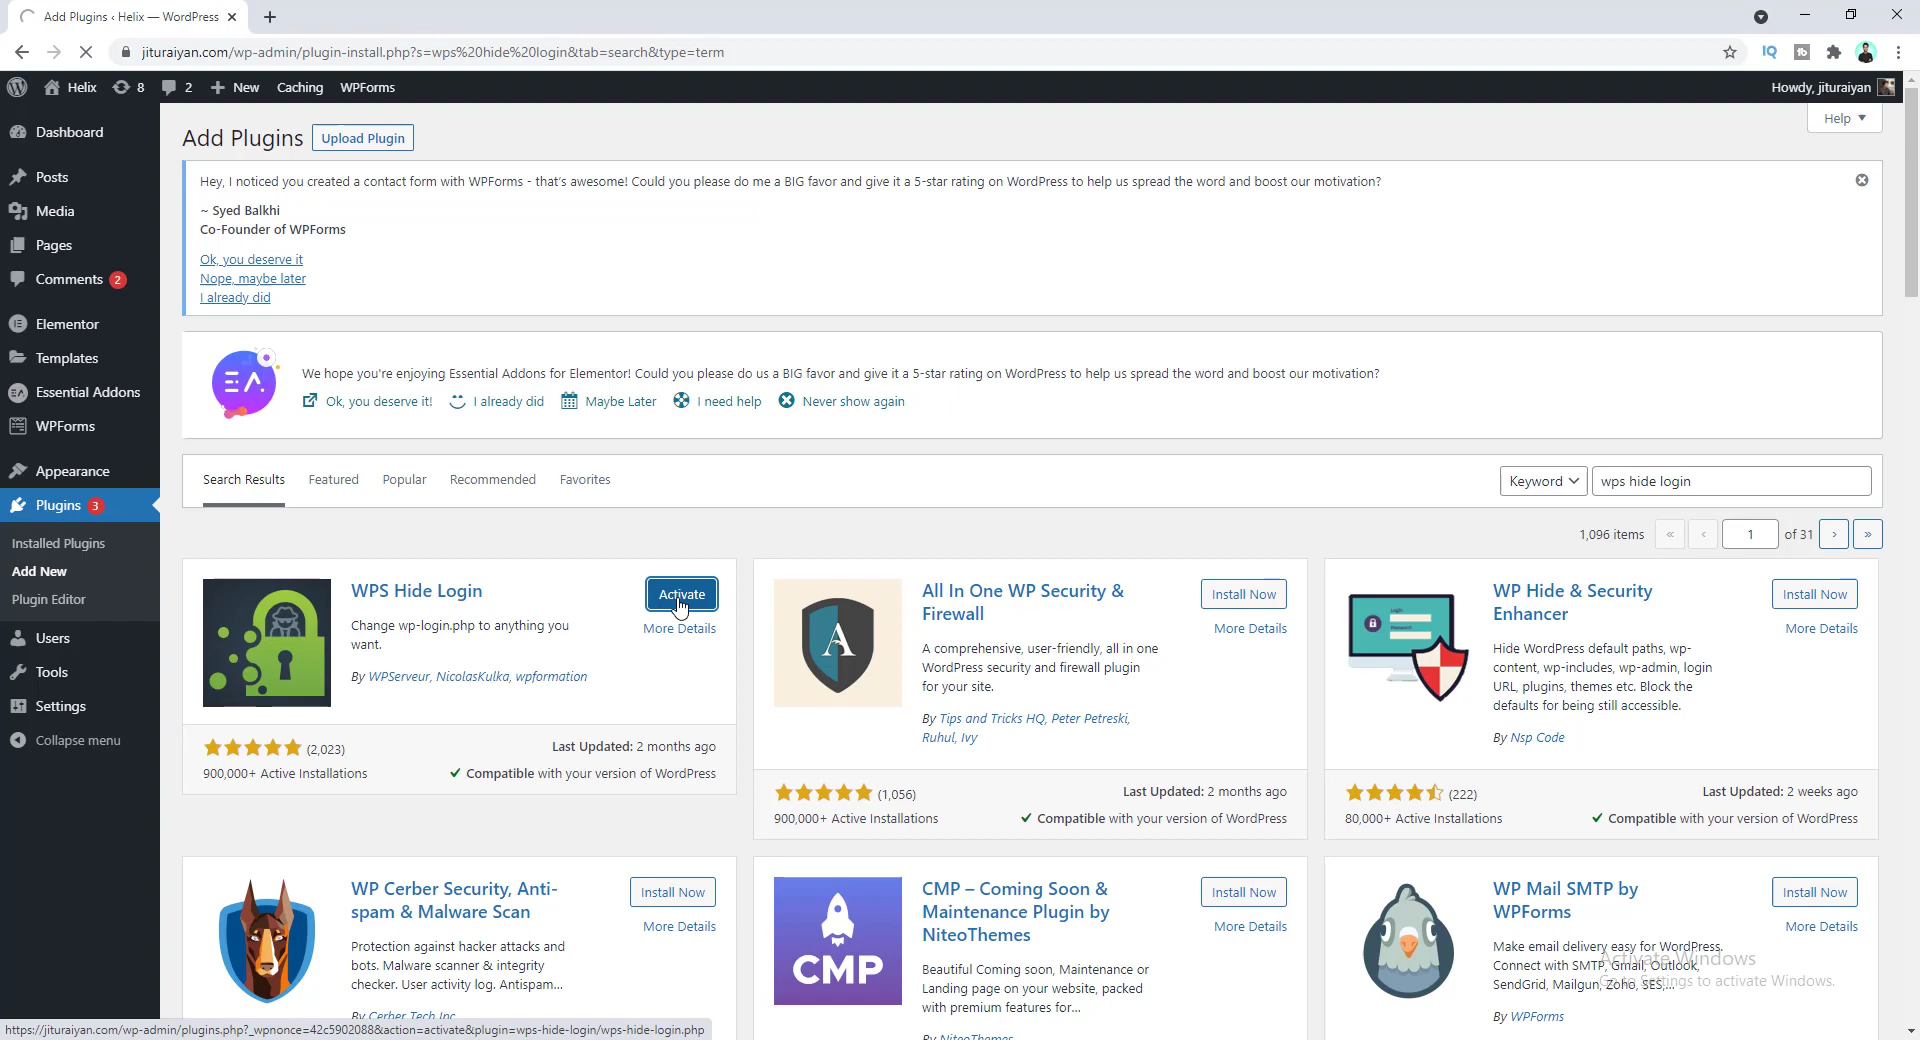 Add Plugins ‹ Helix — WordPress
jituraiyan.com/wp-admin/plugin-install.php?s=wps%20hide%20login&tab=search&type=term
Helix
8
2
New
Caching
WPForms
Howdy, jituraiyan
Dashboard
Posts
Media
Pages
Comments 2
Elementor
Templates
Essential Addons
WPForms
Appearance
Plugins 3
Installed Plugins
Add New
Plugin Editor
Users
Tools
Settings
Collapse menu
Help
Add Plugins
Upload Plugin
Hey, I noticed you created a contact form with WPForms - that's awesome! Could you please do me a BIG favor and give it a 5-star rating on WordPress to help us spread the word and boost our motivation?
~ Syed Balkhi
Co-Founder of WPForms
Ok, you deserve it
Nope, maybe later
I already did
We hope you're enjoying Essential Addons for Elementor! Could you please do us a BIG favor and give it a 5-star rating on WordPress to help us spread the word and boost our motivation?
Ok, you deserve it!
I already did
Maybe Later
I need help
Never show again
Search Results
Featured
Popular
Recommended
Favorites
Keyword
wps hide login
1,096 items
«
‹
1
of 31
›
»
WPS Hide Login
Activate
More Details
Change wp-login.php to anything you
want.
By WPServeur, NicolasKulka, wpformation
(2,023)
900,000+ Active Installations
Last Updated: 2 months ago
Compatible with your version of WordPress
All In One WP Security &
Firewall
Install Now
More Details
A comprehensive, user-friendly, all in one
WordPress security and firewall plugin
for your site.
By Tips and Tricks HQ, Peter Petreski,
Ruhul, Ivy
(1,056)
900,000+ Active Installations
Last Updated: 2 months ago
Compatible with your version of WordPress
WP Hide & Security
Enhancer
Install Now
More Details
Hide WordPress default paths, wp-
content, wp-includes, wp-admin, login
URL, plugins, themes etc. Block the
defaults for being still accessible.
By Nsp Code
(222)
80,000+ Active Installations
Last Updated: 2 weeks ago
Compatible with your version of WordPress
WP Cerber Security, Anti-
spam & Malware Scan
Install Now
More Details
Protection against hacker attacks and
bots. Malware scanner & integrity
checker. User activity log. Antispam...
By Cerber Tech Inc.
CMP
CMP – Coming Soon &
Maintenance Plugin by
NiteoThemes
Install Now
More Details
Beautiful Coming soon, Maintenance or
Landing page on your website, packed
with premium features for...
By NiteoThemes
WP Mail SMTP by
WPForms
Install Now
More Details
Make email delivery easy for WordPress.
Connect with SMTP, Gmail, Outlook,
SendGrid, Mailgun, Zoho, SES,...
By WPForms
Activate Windows
Go to Settings to activate Windows.
https://jituraiyan.com/wp-admin/plugins.php?_wpnonce=42c5902088&action=activate&plugin=wps-hide-login/wps-hide-login.php